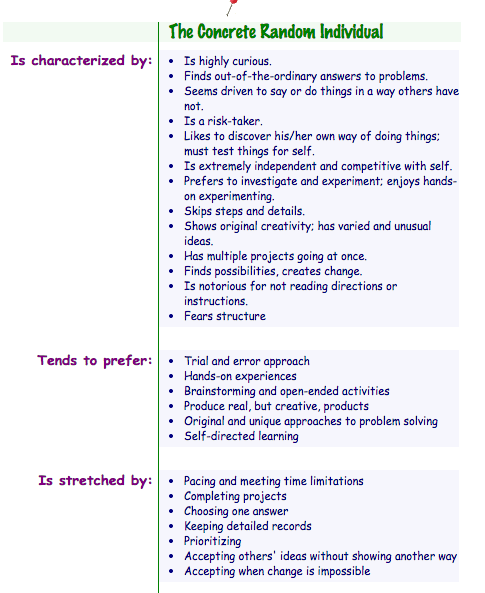 The Concrete Random Individual
Is characterized by:
• Is highly curious.
• Finds out-of-the-ordinary answers to problems.
• Seems driven to say or do things in a way others have
not.
• Is a risk-taker.
• Likes to discover his/her own way of doing things;
must test things for self.
• Is extremely independent and competitive with self.
• Prefers to investigate and experiment; enjoys hands-
on experimenting.
• Skips steps and details.
• Shows original creativity; has varied and unusual
ideas.
• Has multiple projects going at once.
• Finds possibilities, creates change.
• Is notorious for not reading directions or
instructions.
• Fears structure
Tends to prefer:
• Trial and error approach
• Hands-on experiences
• Brainstorming and open-ended activities
• Produce real, but creative, products
• Original and unique approaches to problem solving
• Self-directed learning
Is stretched by:
• Pacing and meeting time limitations
• Completing projects
• Choosing one answer
• Keeping detailed records
• Prioritizing
• Accepting others' ideas without showing another way
• Accepting when change is impossible